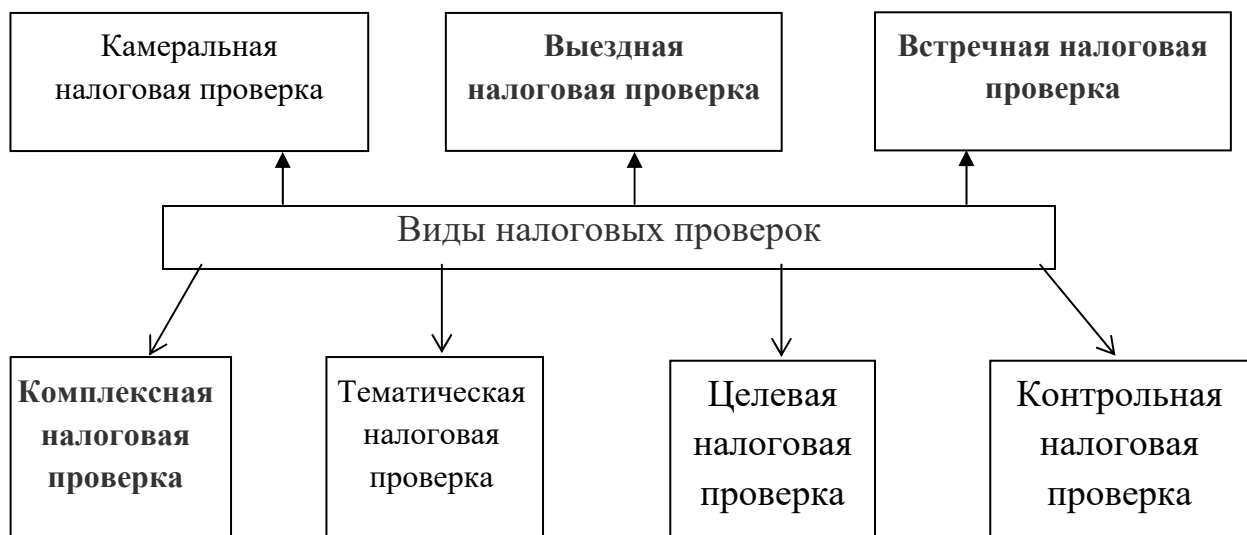 Камеральная
налоговая проверка
Выездная
налоговая проверка
Встречная налоговая
проверка
Виды налоговых проверок
Комплексная
налоговая
проверка
Тематическая
налоговая
проверка
Целевая
налоговая
проверка
Контрольная
налоговая
проверка